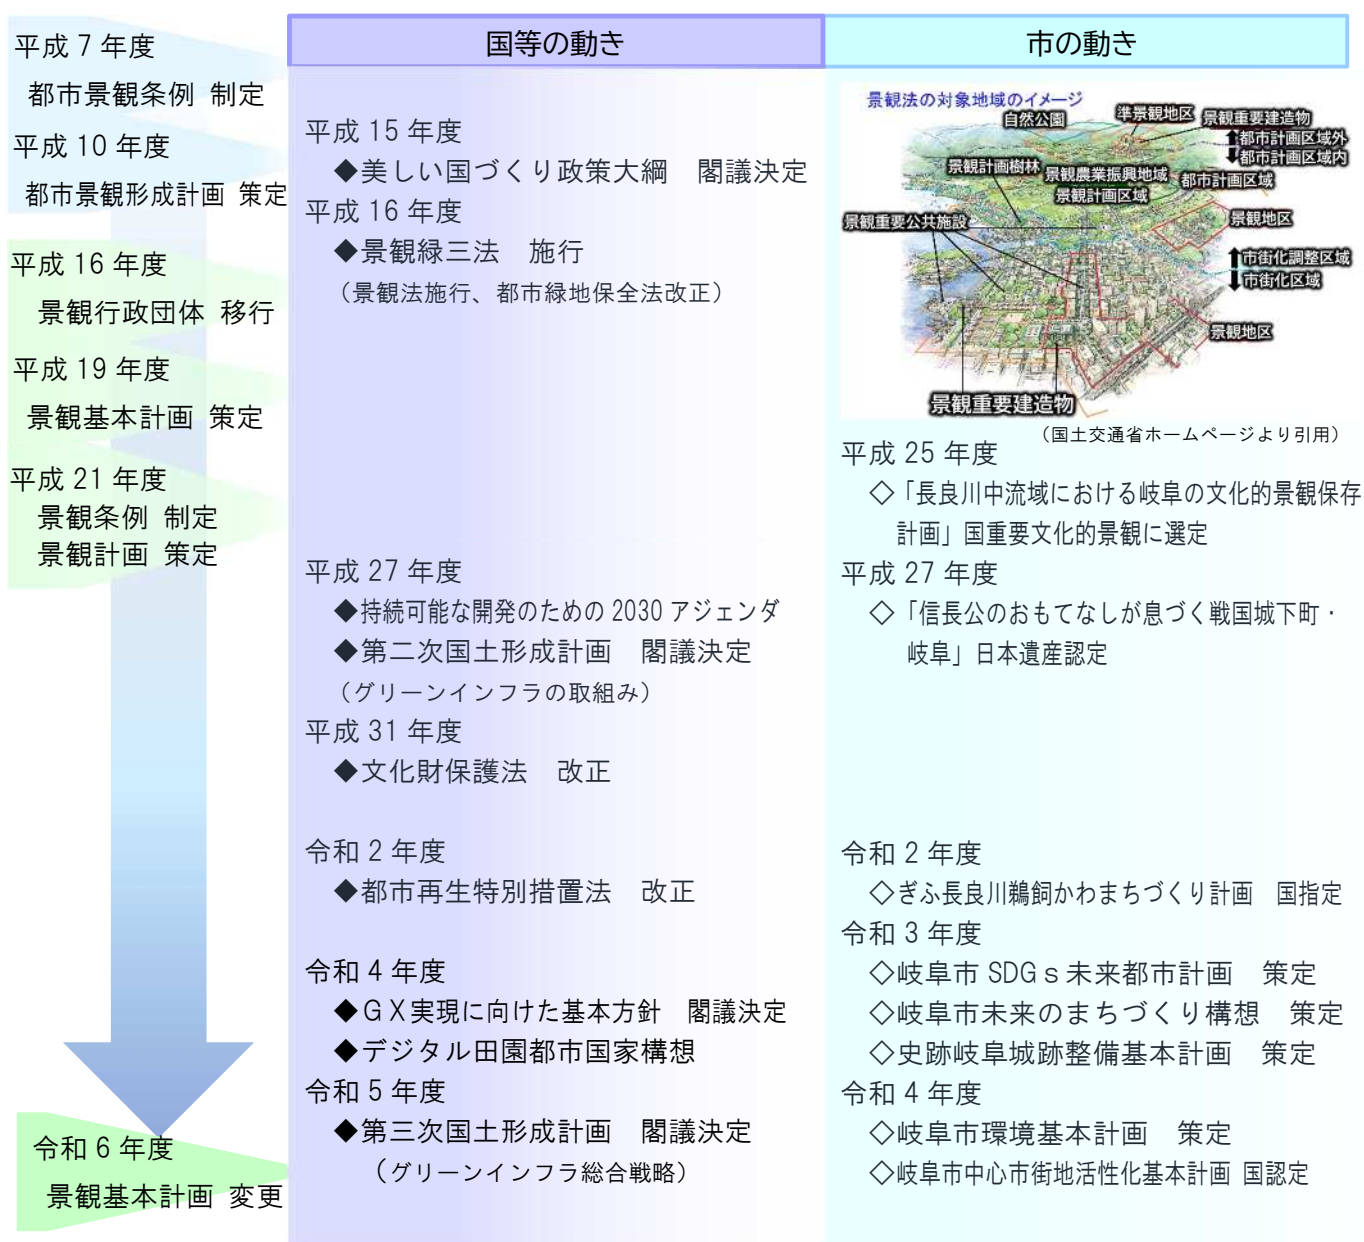 平成 7 年度
都市景観条例 制定
平成 10 年度
都市景観形成計画 策定
平成 16 年度
景観行政団体 移行
平成 19 年度
景観基本計画 策定
平成 21 年度
景観条例 制定
景観計画 策定
令和 6 年度
景観基本計画 変更
国等の動き
平成 15 年度
◆美しい国づくり政策大綱　閣議決定
平成 16 年度
◆景観緑三法　施行
（景観法施行、都市緑地保全法改正）
平成 27 年度
◆持続可能な開発のための 2030 アジェンダ
◆第二次国土形成計画　閣議決定
（グリーンインフラの取組み）
平成 31 年度
◆文化財保護法　改正
令和 2 年度
◆都市再生特別措置法　改正
令和 4 年度
◆ＧＸ実現に向けた基本方針　閣議決定
◆デジタル田園都市国家構想
令和 5 年度
◆第三次国土形成計画　閣議決定
（グリーンインフラ総合戦略）
市の動き
景観法の対象地域のイメージ
自然公園
準景観地区
景観重要建造物
都市計画区域外
都市計画区域内
景観計画樹林
景観農業振興地域
都市計画区域
景観計画区域
景観重要公共施設
景観地区
市街化調整区域
市街化区域
景観地区
景観重要建造物
（国土交通省ホームページより引用）
平成 25 年度
◇「長良川中流域における岐阜の文化的景観保存
計画」国重要文化的景観に選定
平成 27 年度
◇「信長公のおもてなしが息づく戦国城下町・
岐阜」日本遺産認定
令和 2 年度
◇ぎふ長良川鵜飼かわまちづくり計画　国指定
令和 3 年度
◇岐阜市 SDGｓ未来都市計画　策定
◇岐阜市未来のまちづくり構想　策定
◇史跡岐阜城跡整備基本計画　策定
令和 4 年度
◇岐阜市環境基本計画　策定
◇岐阜市中心市街地活性化基本計画 国認定